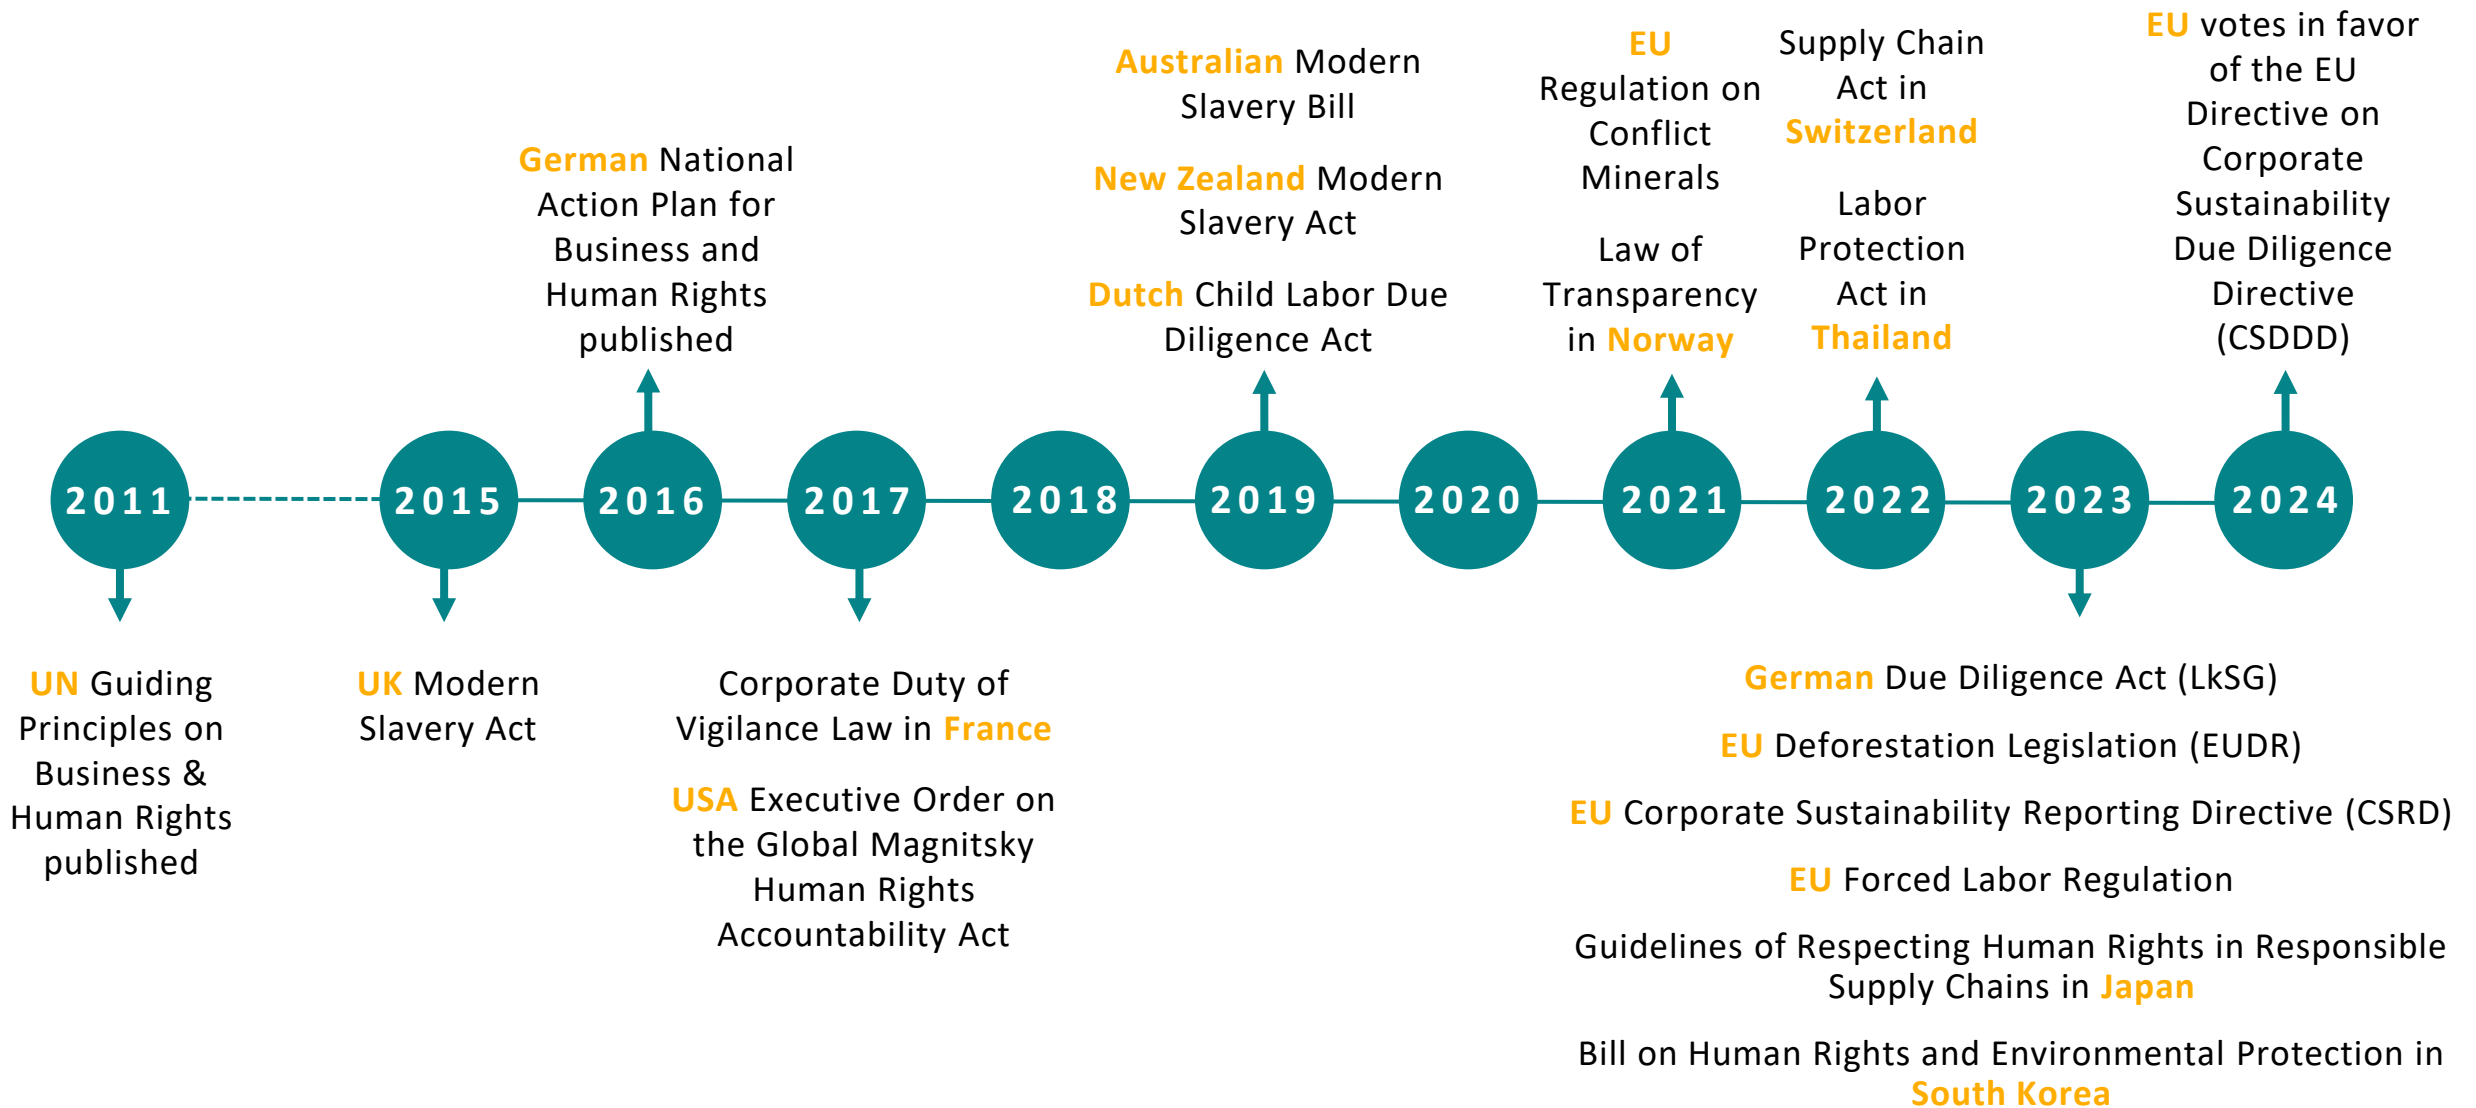 German National
Action Plan for
Business and
Human Rights
published
Australian Modern
Slavery Bill
New Zealand Modern
Slavery Act
Dutch Child Labor Due
Diligence Act
EU
Regulation on
Conflict
Minerals
Law of
Transparency
in Norway
Supply Chain
Act in
Switzerland
Labor
Protection
Act in
Thailand
EU votes in favor
of the EU
Directive on
Corporate
Sustainability
Due Diligence
Directive
(CSDDD)
2011
2015
2016
2017
2018
2019
2020
2021
2022
2023
2024
UN Guiding
Principles on
Business &
Human Rights
published
UK Modern
Slavery Act
Corporate Duty of
Vigilance Law in France
USA Executive Order on
the Global Magnitsky
Human Rights
Accountability Act
German Due Diligence Act (LkSG)
EU Deforestation Legislation (EUDR)
EU Corporate Sustainability Reporting Directive (CSRD)
EU Forced Labor Regulation
Guidelines of Respecting Human Rights in Responsible
Supply Chains in Japan
Bill on Human Rights and Environmental Protection in
South Korea